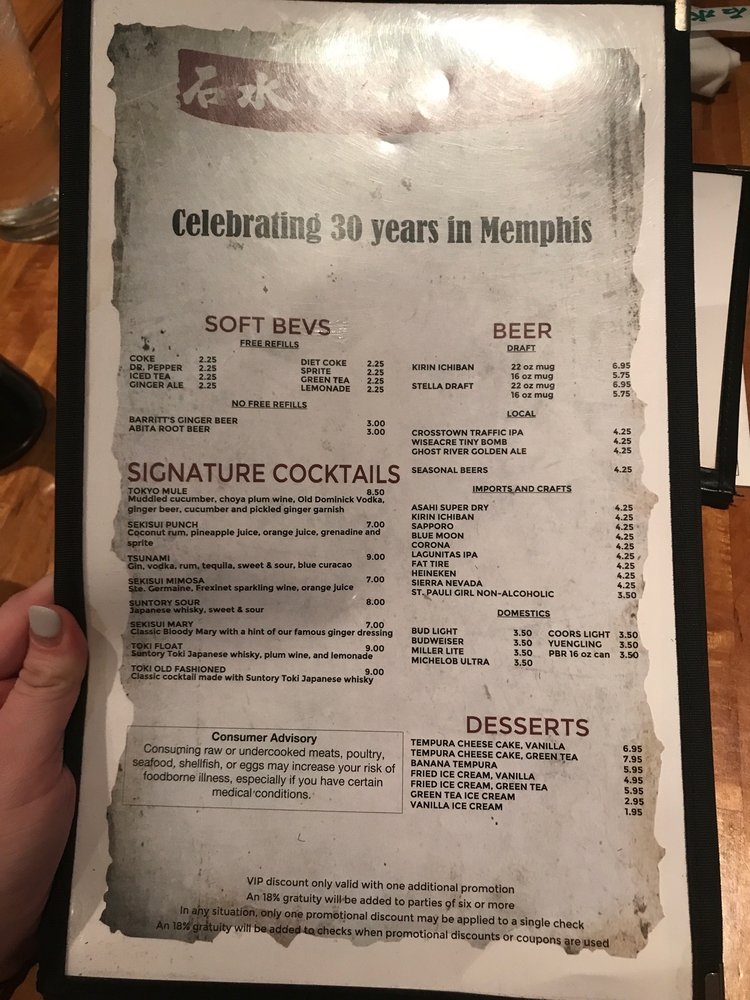 石水
Celebrating 30 years in Memphis
SOFT BEVS
FREE REFILLS
COKE 2.25
DR. PEPPER 2.25
ICED TEA 2.25
GINGER ALE 2.25
DIET COKE 2.25
SPRITE 2.25
GREEN TEA 2.25
LEMONADE 2.25
NO FREE REFILLS
BARRITT'S GINGER BEER 3.00
ABITA ROOT BEER 3.00
SIGNATURE COCKTAILS
TOKYO MULE 8.50
Muddled cucumber, choya plum wine, Old Dominick Vodka,
ginger beer, cucumber and pickled ginger garnish
SEKISUI PUNCH 7.00
Coconut rum, pineapple juice, orange juice, grenadine and
sprite
TSUNAMI 9.00
Gin, vodka, rum, tequila, sweet & sour, blue curacao
SEKISUI MIMOSA 7.00
Ste. Germaine, Frexinet sparkling wine, orange juice
SUNTORY SOUR 8.00
Japanese whisky, sweet & sour
SEKISUI MARY 7.00
Classic Bloody Mary with a hint of our famous ginger dressing
TOKI FLOAT 9.00
Suntory Toki Japanese whisky, plum wine, and lemonade
TOKI OLD FASHIONED 9.00
Classic cocktail made with Suntory Toki Japanese whisky
Consumer Advisory
Consuming raw or undercooked meats, poultry,
seafood, shellfish, or eggs may increase your risk of
foodborne illness, especially if you have certain
medical conditions.
BEER
DRAFT
KIRIN ICHIBAN 22 oz mug 6.95
16 oz mug 5.75
STELLA DRAFT 22 oz mug 6.95
16 oz mug 5.75
LOCAL
CROSSTOWN TRAFFIC IPA 4.25
WISEACRE TINY BOMB 4.25
GHOST RIVER GOLDEN ALE 4.25
SEASONAL BEERS 4.25
IMPORTS AND CRAFTS
ASAHI SUPER DRY 4.25
KIRIN ICHIBAN 4.25
SAPPORO 4.25
BLUE MOON 4.25
CORONA 4.25
LAGUNITAS IPA 4.25
FAT TIRE 4.25
HEINEKEN 4.25
SIERRA NEVADA 4.25
ST. PAULI GIRL NON-ALCOHOLIC 3.50
DOMESTICS
BUD LIGHT 3.50
BUDWEISER 3.50
MILLER LITE 3.50
MICHELOB ULTRA 3.50
COORS LIGHT 3.50
YUENGLING 3.50
PBR 16 oz can 3.50
DESSERTS
TEMPURA CHEESE CAKE, VANILLA 6.95
TEMPURA CHEESE CAKE, GREEN TEA 7.95
BANANA TEMPURA 5.95
FRIED ICE CREAM, VANILLA 4.95
FRIED ICE CREAM, GREEN TEA 5.95
GREEN TEA ICE CREAM 2.95
VANILLA ICE CREAM 1.95
VIP discount only valid with one additional promotion
An 18% gratuity will be added to parties of six or more
In any situation, only one promotional discount may be applied to a single check
An 18% gratuity will be added to checks when promotional discounts or coupons are used